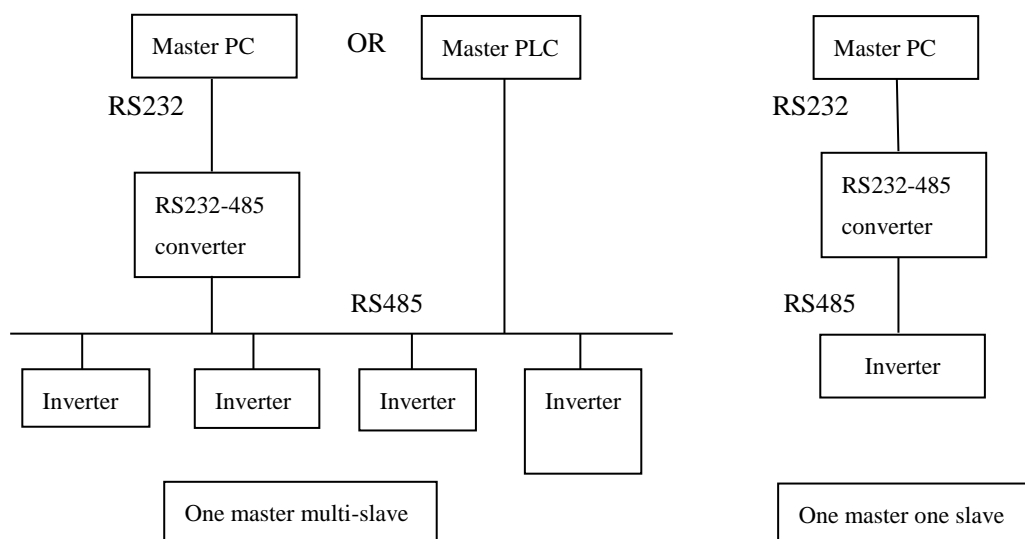 Master PC
OR
Master PLC
RS232
RS232-485
converter
RS485
Inverter
Inverter
Inverter
Inverter
One master multi-slave
Master PC
RS232
RS232-485
converter
RS485
Inverter
One master one slave